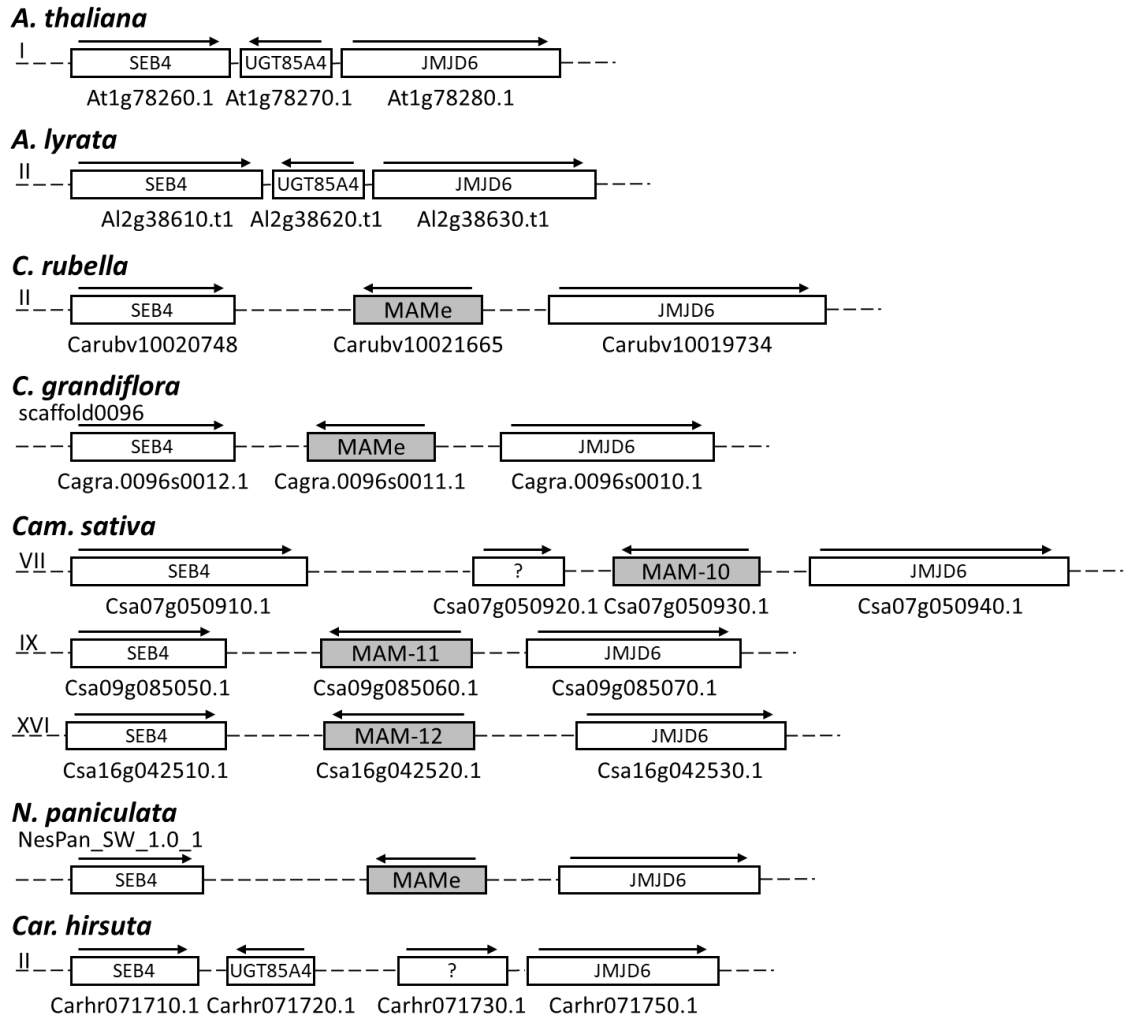 A. thaliana
I
SEB4 UGT85A4 JMJD6
At1g78260.1 At1g78270.1 At1g78280.1
A. lyrata
II
SEB4 UGT85A4 JMJD6
Al2g38610.t1 Al2g38620.t1 Al2g38630.t1
C. rubella
II
SEB4 MAMe JMJD6
Carubv10020748 Carubv10021665 Carubv10019734
C. grandiflora
scaffold0096
SEB4 MAMe JMJD6
Cagra.0096s0012.1 Cagra.0096s0011.1 Cagra.0096s0010.1
Cam. sativa
VII
SEB4 ? MAM-10 JMJD6
Csa07g050910.1 Csa07g050920.1 Csa07g050930.1 Csa07g050940.1
IX
SEB4 MAM-11 JMJD6
Csa09g085050.1 Csa09g085060.1 Csa09g085070.1
XVI
SEB4 MAM-12 JMJD6
Csa16g042510.1 Csa16g042520.1 Csa16g042530.1
N. paniculata
NesPan_SW_1.0_1
SEB4 MAMe JMJD6
Car. hirsuta
II
SEB4 UGT85A4 ? JMJD6
Carhr071710.1 Carhr071720.1 Carhr071730.1 Carhr071750.1